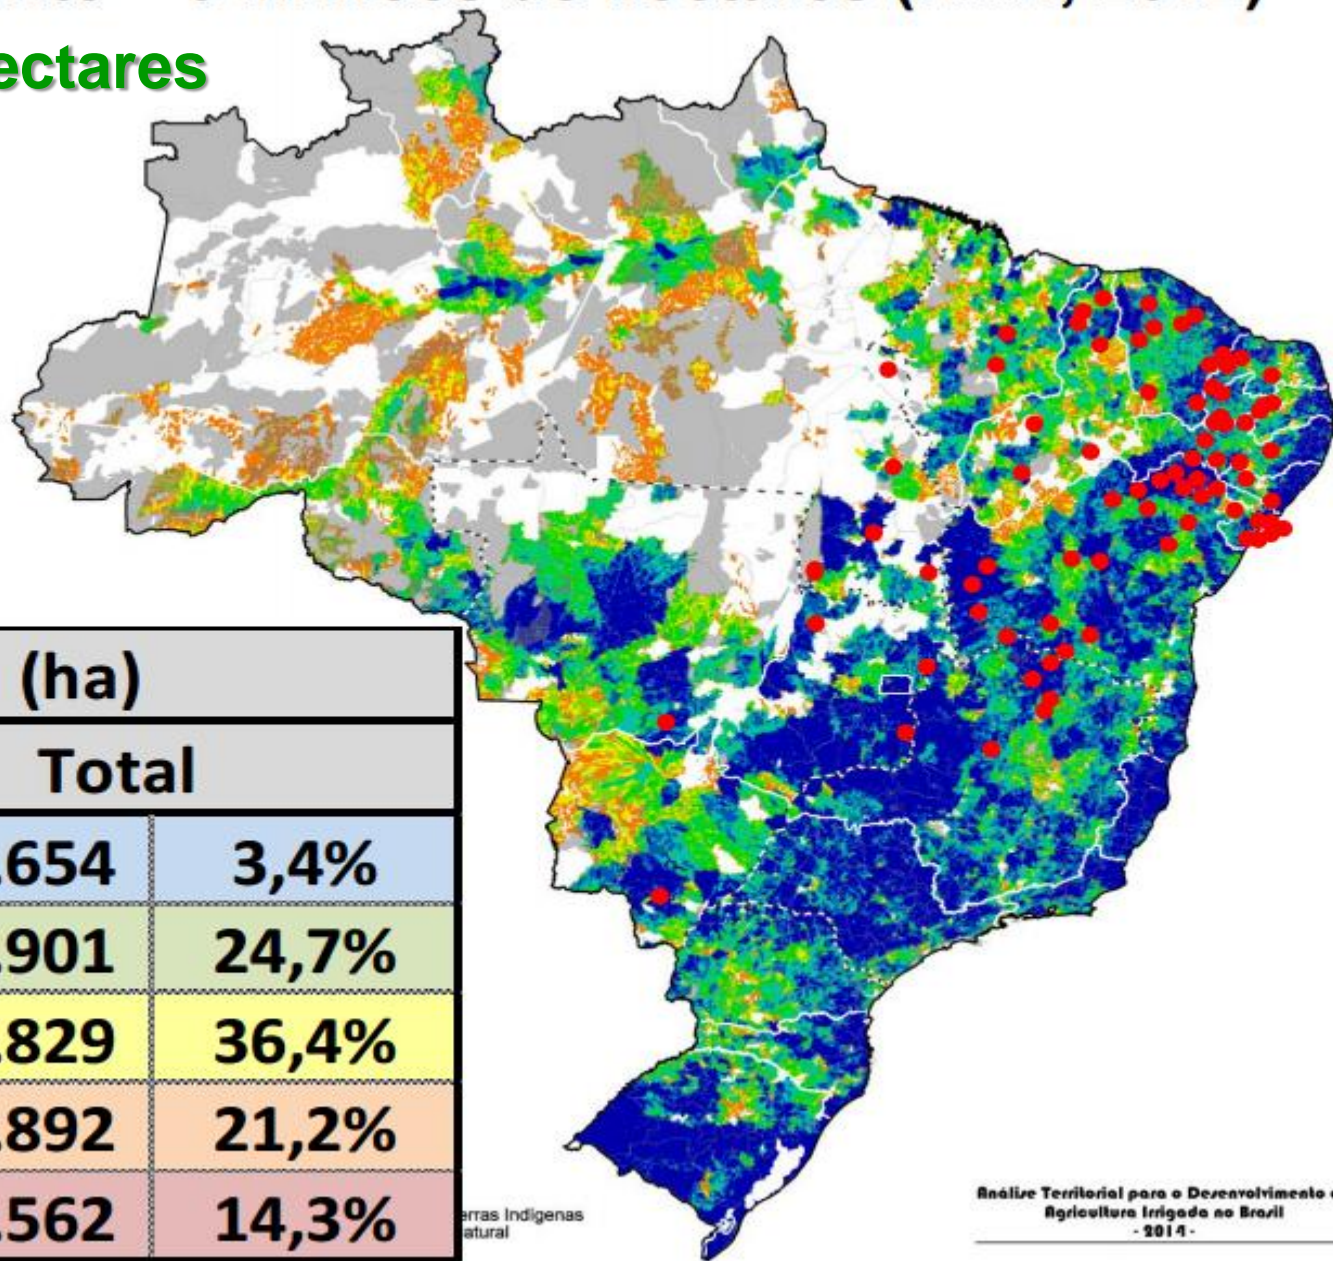 ectares
(ha)
Total
.654 3,4%
.901 24,7%
.829 36,4%
.892 21,2%
.562 14,3%
erras Indígenas
atural
Análise Territorial para o Desenvolvimento
Agricultura Irrigada no Brasil
- 2014 -